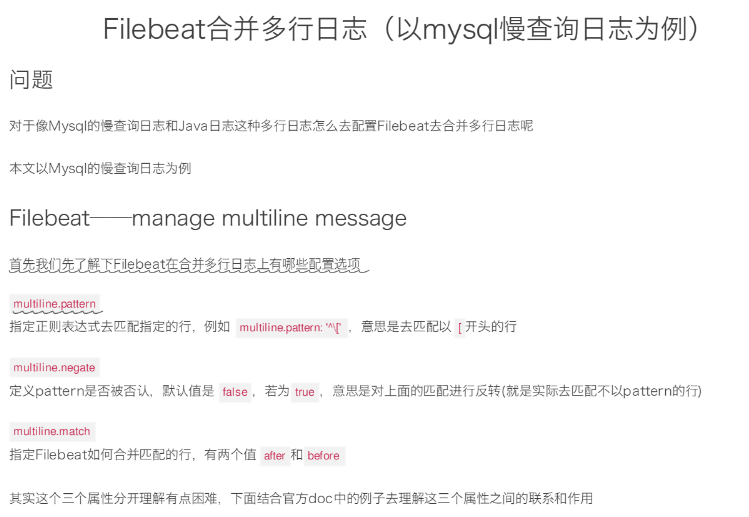 Filebeat合并多行日志（以mysql慢查询日志为例）
问题
对于像Mysql的慢查询日志和Java日志这种多行日志怎么去配置Filebeat去合并多行日志呢
本文以Mysql的慢查询日志为例
Filebeat——manage multiline message
首先我们先了解下Filebeat在合并多行日志上有哪些配置选项
multiline.pattern
指定正则表达式去匹配指定的行，例如 multiline.pattern: '^\[' ，意思是去匹配以 [ 开头的行
multiline.negate
定义pattern是否被否认，默认值是 false ，若为 true ，意思是对上面的匹配进行反转(就是实际去匹配不以pattern的行)
multiline.match
指定Filebeat如何合并匹配的行，有两个值 after 和 before
其实这个三个属性分开理解有点困难，下面结合官方doc中的例子去理解这三个属性之间的联系和作用